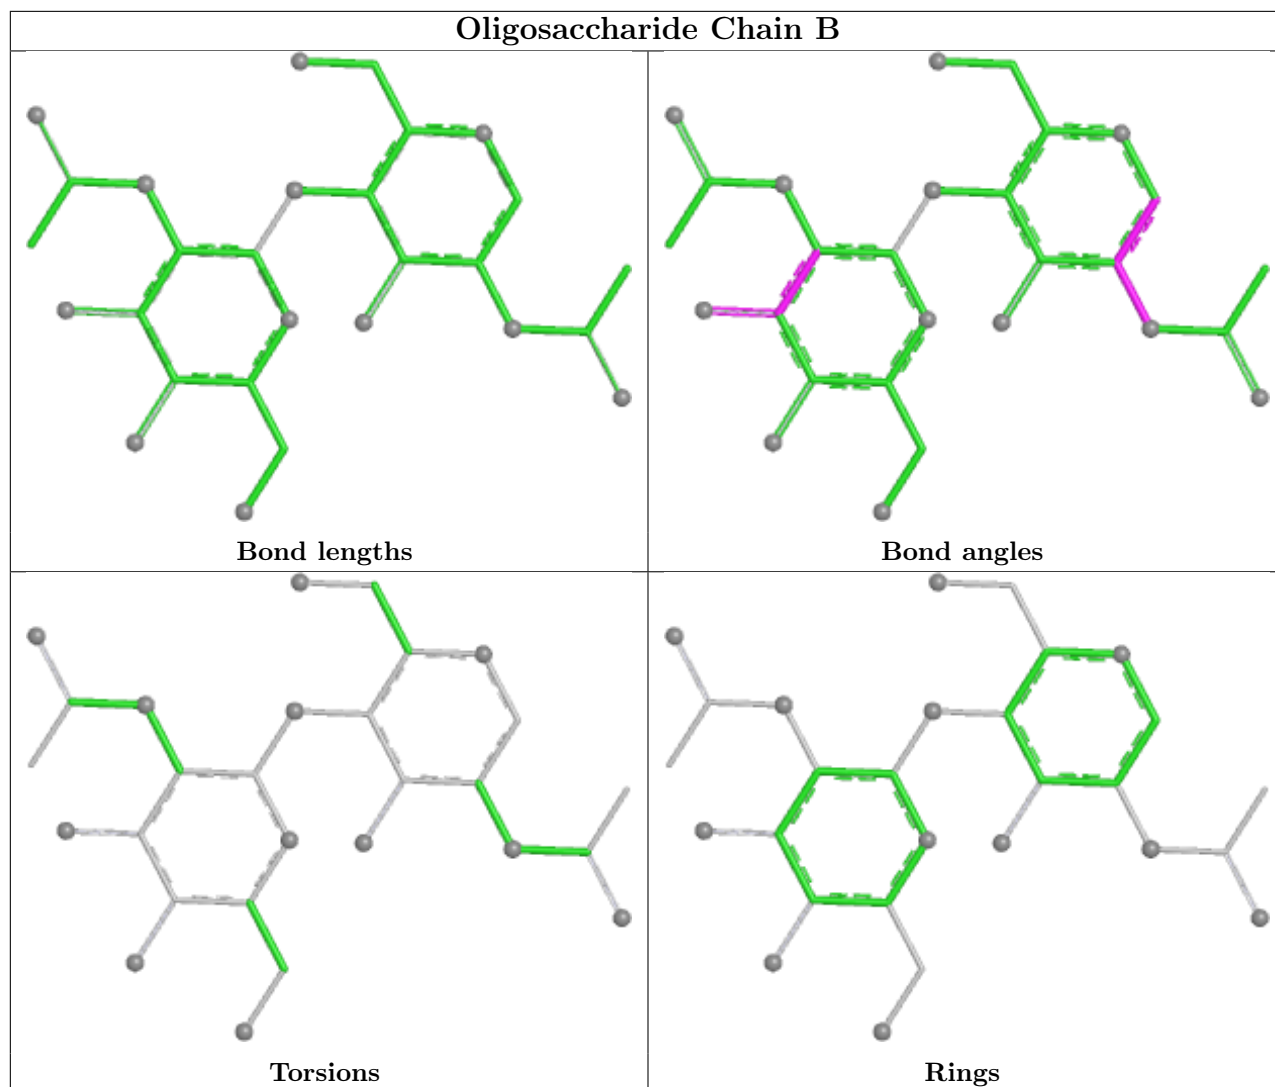 Oligosaccharide Chain B
Bond lengths
Bond angles
Torsions
Rings